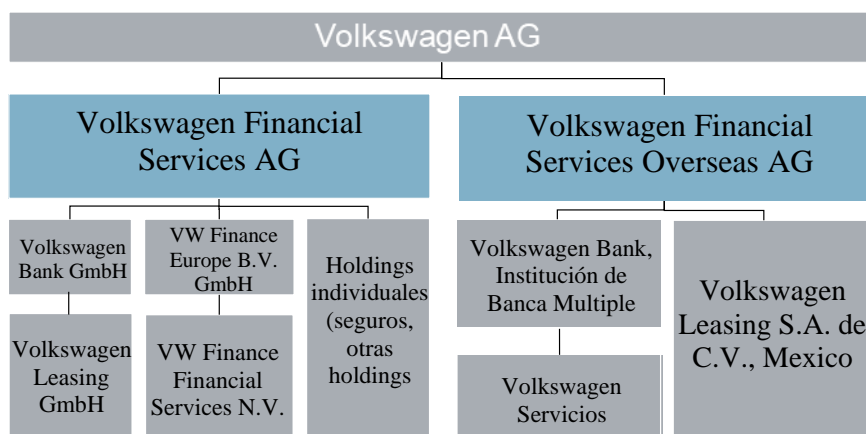 Volkswagen AG
Volkswagen Financial
Services AG
Volkswagen Financial
Services Overseas AG
Volkswagen
Bank GmbH
VW Finance
Europe B.V.
GmbH
Holdings
individuales
(seguros,
otras
holdings
Volkswagen Bank,
Institución de
Banca Multiple
Volkswagen
Leasing S.A. de
C.V., Mexico
Volkswagen
Leasing
GmbH
VW Finance
Financial
Services N.V.
Volkswagen
Servicios